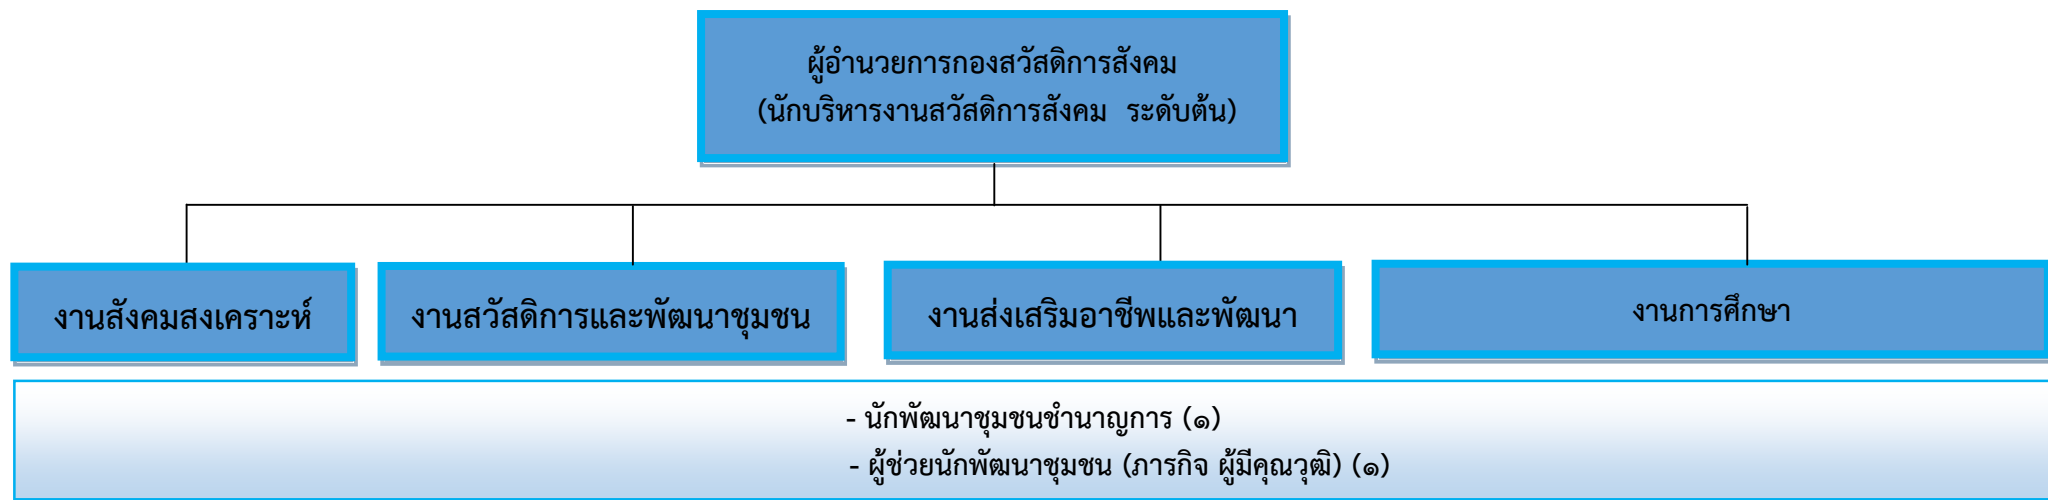 ผู้อำนวยการกองสวัสดิการสังคม
(นักบริหารงานสวัสดิการสังคม ระดับต้น)
งานสังคมสงเคราะห์
งานสวัสดิการและพัฒนาชุมชน
งานส่งเสริมอาชีพและพัฒนา
งานการศึกษา
- นักพัฒนาชุมชนชำนาญการ (๑)
- ผู้ช่วยนักพัฒนาชุมชน (ภารกิจ ผู้มีคุณวุฒิ) (๑)